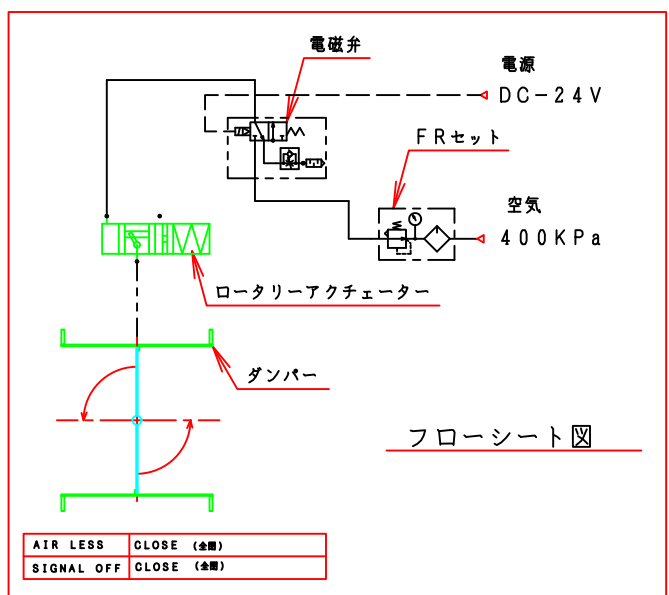 電磁弁
電源
DC-24V
FRセット
空気
400KPa
ロータリーアクチェーター
ダンパー
フローシート図
AIR LESS CLOSE (全閉)
SIGNAL OFF CLOSE (全閉)